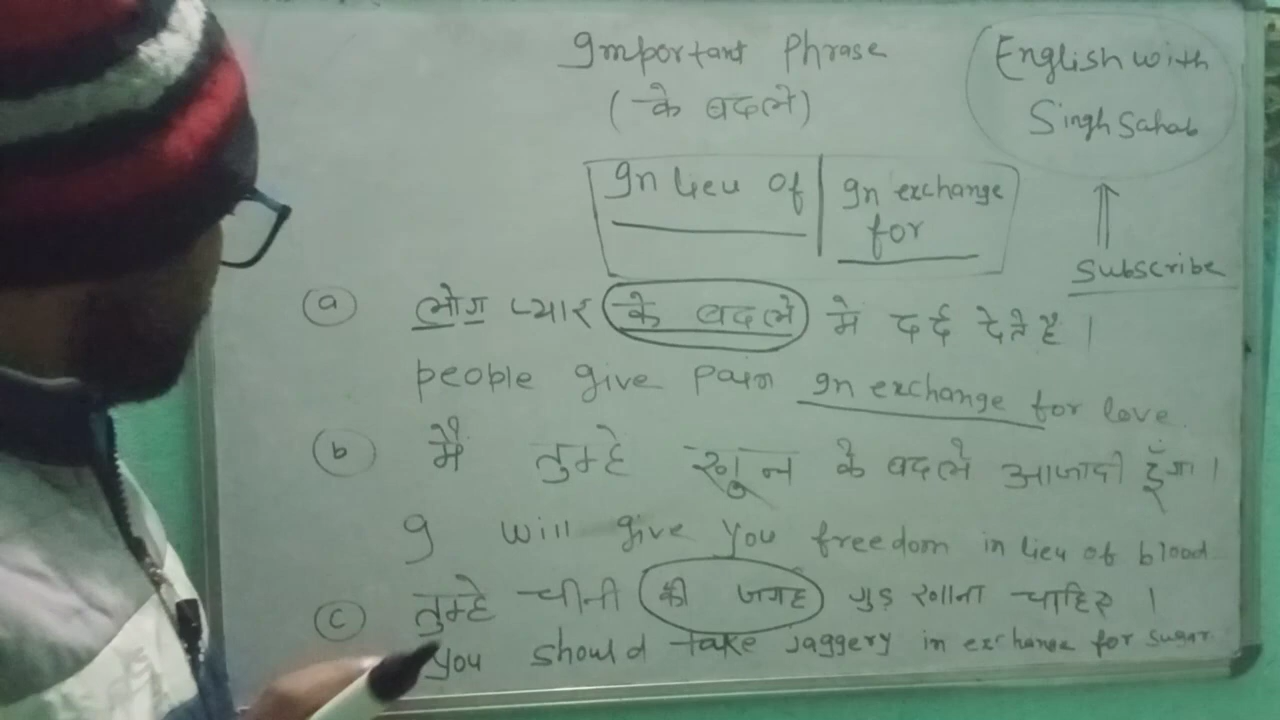 Important Phrase
(के बदले)
English with
Singh Sahab
In lieu of | In exchange
for
Subscribe
(a) लोग प्यार के बदले में दर्द देते है।
people give pain in exchange for love.
(b) मैं तुम्हे खून के बदले आजादी दूँगा।
I will give you freedom in lieu of blood
(c) तुम्हे चीनी की जगह गुड़ खाना चाहिए।
you should take jaggery in exchange for sugar.